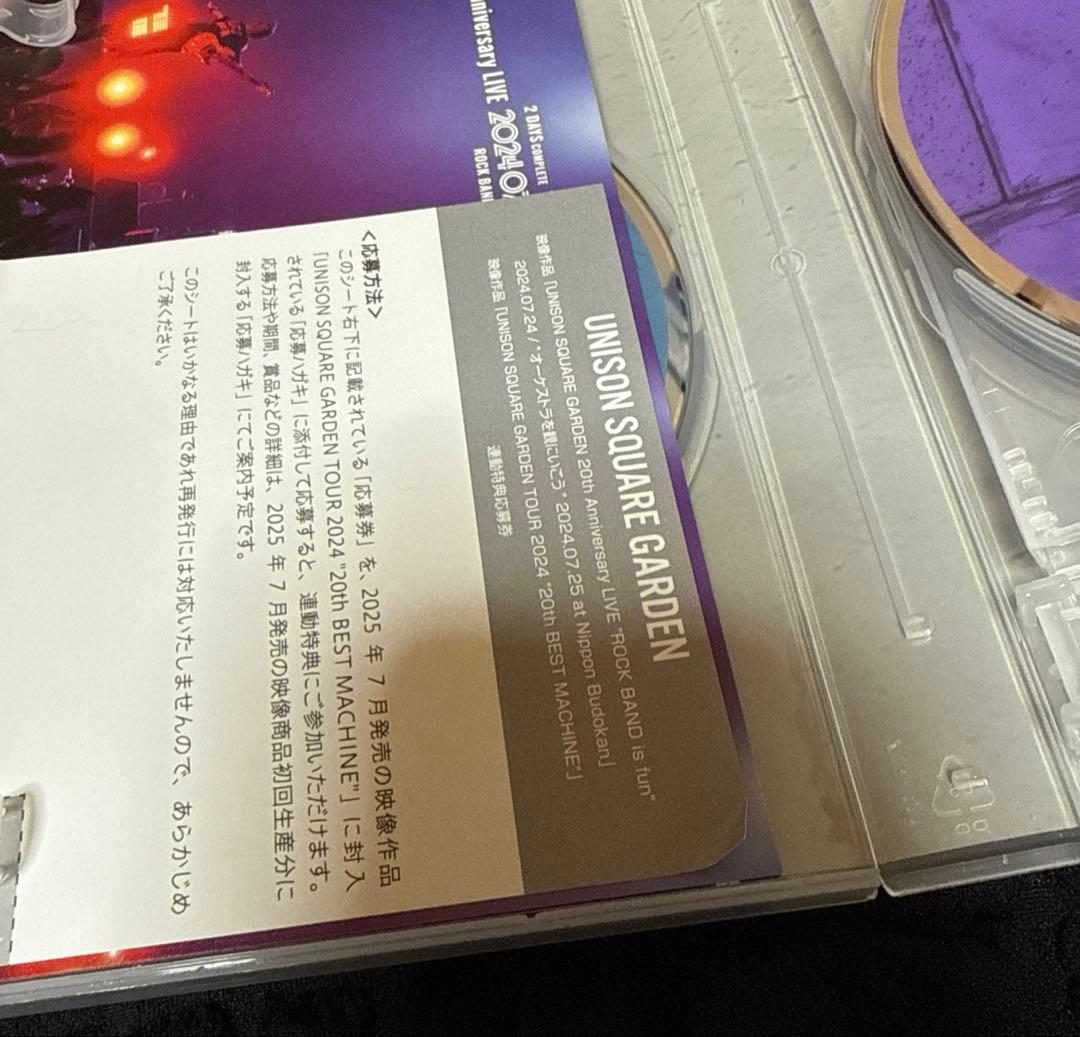 UNISON SQUARE GARDEN
映像作品「UNISON SQUARE GARDEN 20th Anniversary LIVE "ROCK BAND is fun"
2024.07.24 / "オーケストラを観にいこう" 2024.07.25 at Nippon Budokan」
映像作品「UNISON SQUARE GARDEN TOUR 2024 "20th BEST MACHINE"」
連動特典応募券
<応募方法>
このシート右下に記載されている「応募券」を、2025 年 7 月発売の映像作品
「UNISON SQUARE GARDEN TOUR 2024 "20th BEST MACHINE"」に封入
されている「応募ハガキ」に添付して応募すると、連動特典にご参加いただけます。
応募方法や期間、賞品などの詳細は、2025 年 7 月発売の映像商品初回生産分に
封入する「応募ハガキ」にてご案内予定です。
このシートはいかなる理由であれ再発行には対応いたしませんので、あらかじめ
ご了承ください。
2 DAYS COMPLETE
nniversary LIVE 2024
ROCK BAN